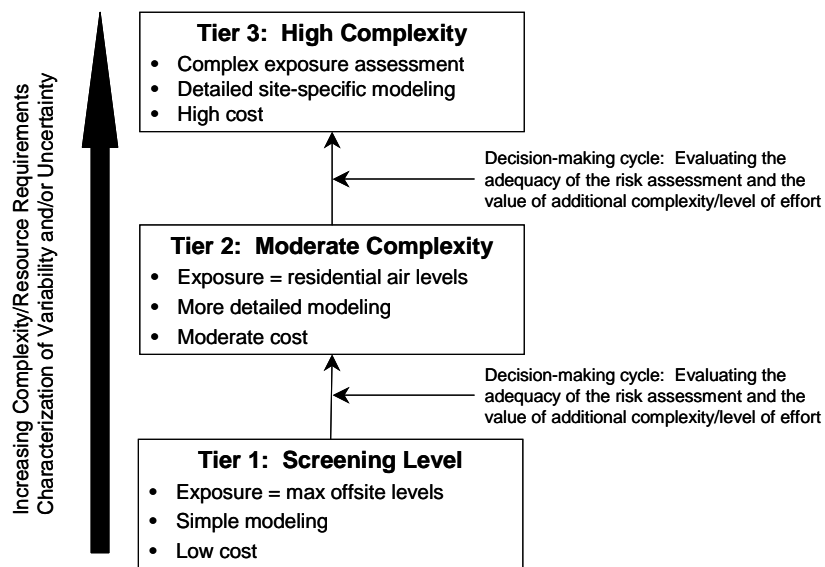 Increasing Complexity/Resource Requirements
Characterization of Variability and/or Uncertainty
Tier 3: High Complexity
• Complex exposure assessment
• Detailed site-specific modeling
• High cost
Decision-making cycle: Evaluating the
adequacy of the risk assessment and the
value of additional complexity/level of effort
Tier 2: Moderate Complexity
• Exposure = residential air levels
• More detailed modeling
• Moderate cost
Decision-making cycle: Evaluating the
adequacy of the risk assessment and the
value of additional complexity/level of effort
Tier 1: Screening Level
• Exposure = max offsite levels
• Simple modeling
• Low cost